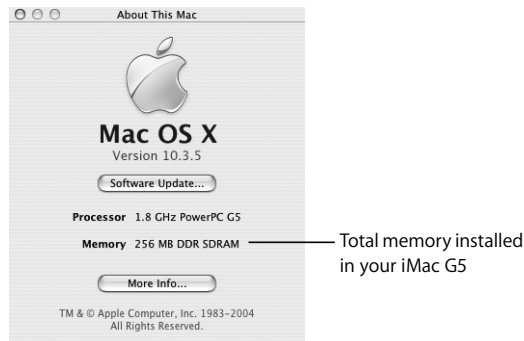 About This Mac
Mac OS X
Version 10.3.5
Software Update...
Processor 1.8 GHz PowerPC G5
Memory 256 MB DDR SDRAM
Total memory installed
in your iMac G5
More Info...
TM & © Apple Computer, Inc. 1983–2004
All Rights Reserved.